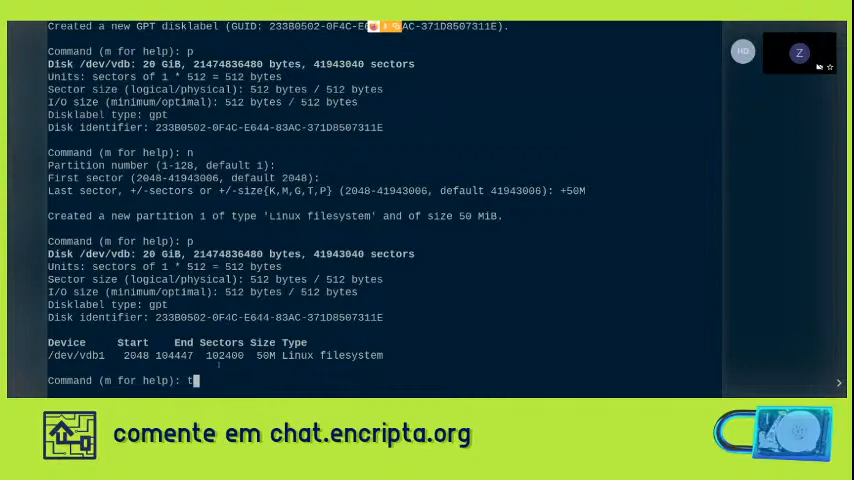 Created a new GPT disklabel (GUID: 233B0502-0F4C-E AC-371D8507311E).
Command (m for help): p
Disk /dev/vdb: 20 GiB, 21474836480 bytes, 41943040 sectors
Units: sectors of 1 * 512 = 512 bytes
Sector size (logical/physical): 512 bytes / 512 bytes
I/O size (minimum/optimal): 512 bytes / 512 bytes
Disklabel type: gpt
Disk identifier: 233B0502-0F4C-E644-83AC-371D8507311E
Command (m for help): n
Partition number (1-128, default 1):
First sector (2048-41943006, default 2048):
Last sector, +/-sectors or +/-size{K,M,G,T,P} (2048-41943006, default 41943006): +50M
Created a new partition 1 of type 'Linux filesystem' and of size 50 MiB.
Command (m for help): p
Disk /dev/vdb: 20 GiB, 21474836480 bytes, 41943040 sectors
Units: sectors of 1 * 512 = 512 bytes
Sector size (logical/physical): 512 bytes / 512 bytes
I/O size (minimum/optimal): 512 bytes / 512 bytes
Disklabel type: gpt
Disk identifier: 233B0502-0F4C-E644-83AC-371D8507311E
Device Start End Sectors Size Type
/dev/vdb1 2048 104447 102400 50M Linux filesystem
Command (m for help): t
HD
Z
comente em chat.encripta.org